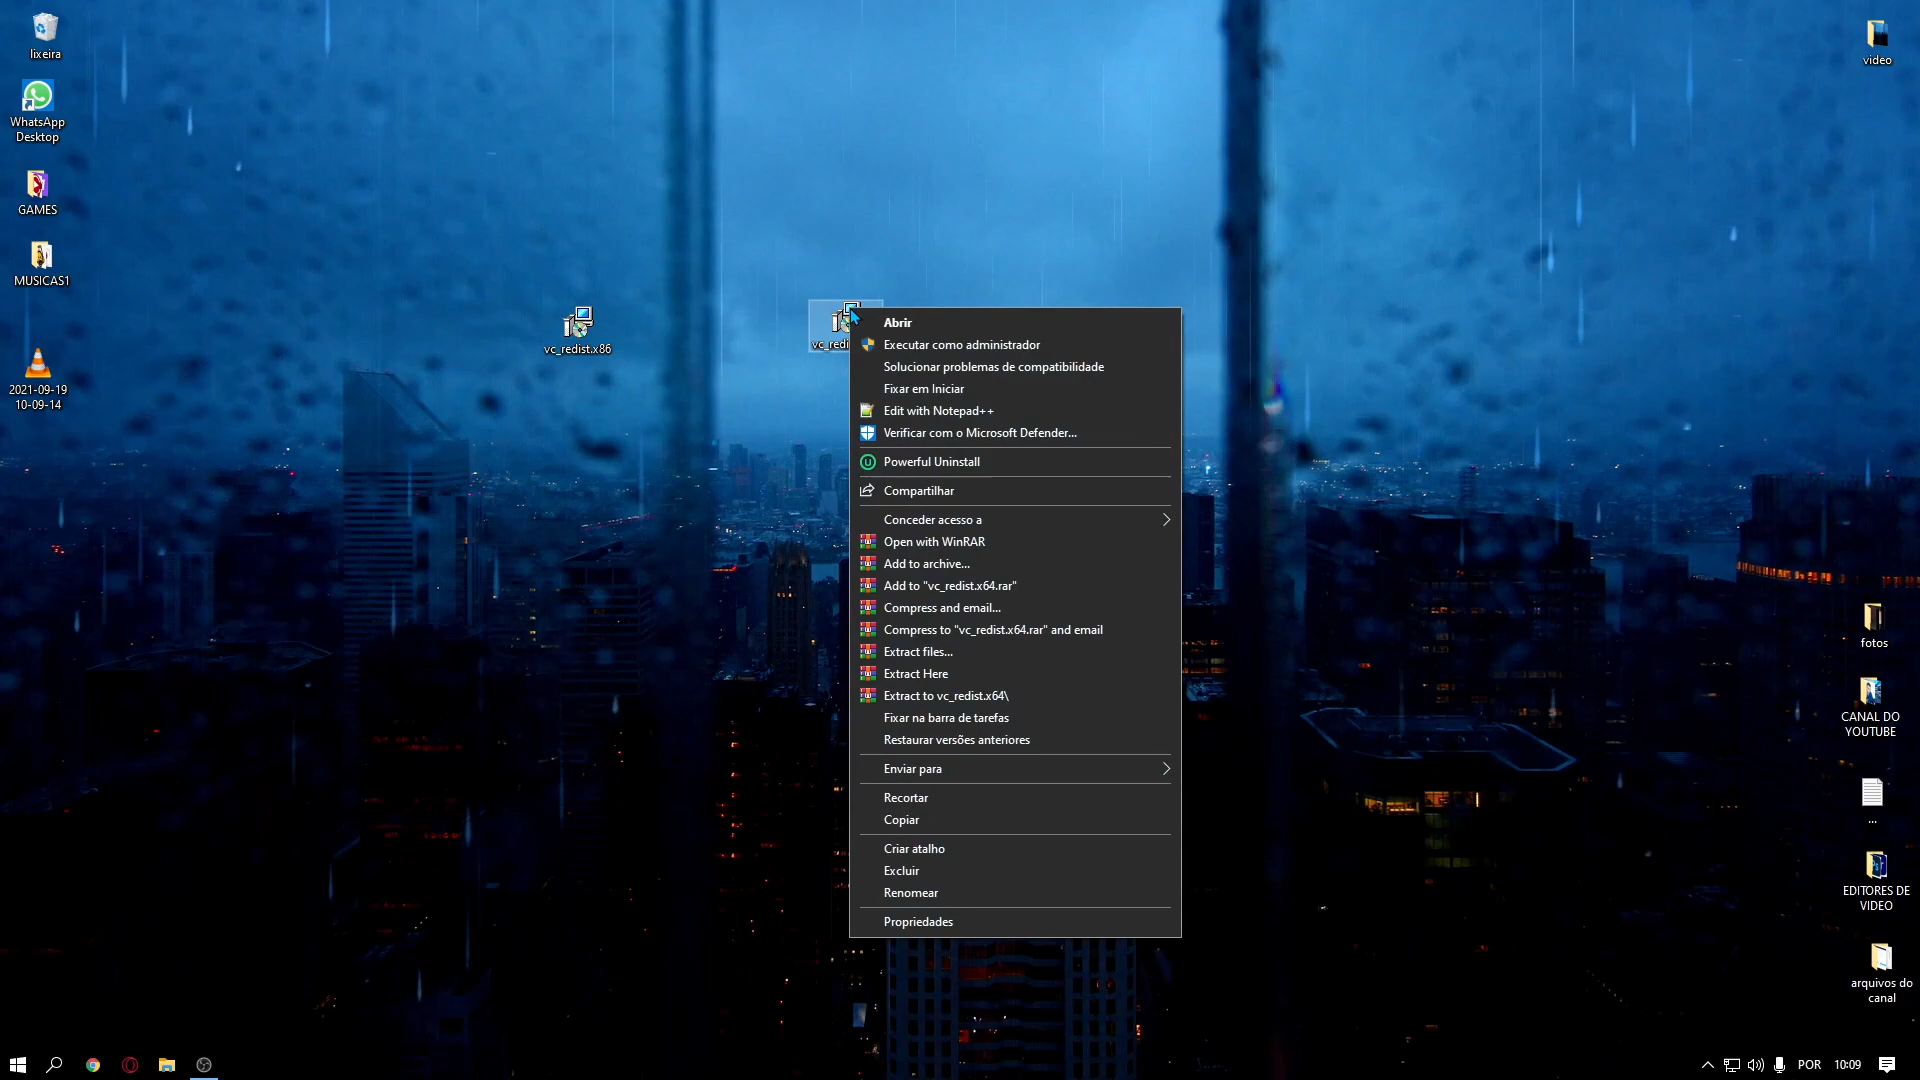 lixeira
WhatsApp
Desktop
GAMES
MUSICAS1
2021-09-19
10-09-14
vc_redist.x86
vc_redi
Abrir
Executar como administrador
Solucionar problemas de compatibilidade
Fixar em Iniciar
Edit with Notepad++
Verificar com o Microsoft Defender...
Powerful Uninstall
Compartilhar
Conceder acesso a
Open with WinRAR
Add to archive...
Add to "vc_redist.x64.rar"
Compress and email...
Compress to "vc_redist.x64.rar" and email
Extract files...
Extract Here
Extract to vc_redist.x64\
Fixar na barra de tarefas
Restaurar versões anteriores
Enviar para
Recortar
Copiar
Criar atalho
Excluir
Renomear
Propriedades
video
fotos
CANAL DO
YOUTUBE
...
EDITORES DE
VIDEO
arquivos do
canal
POR
10:09